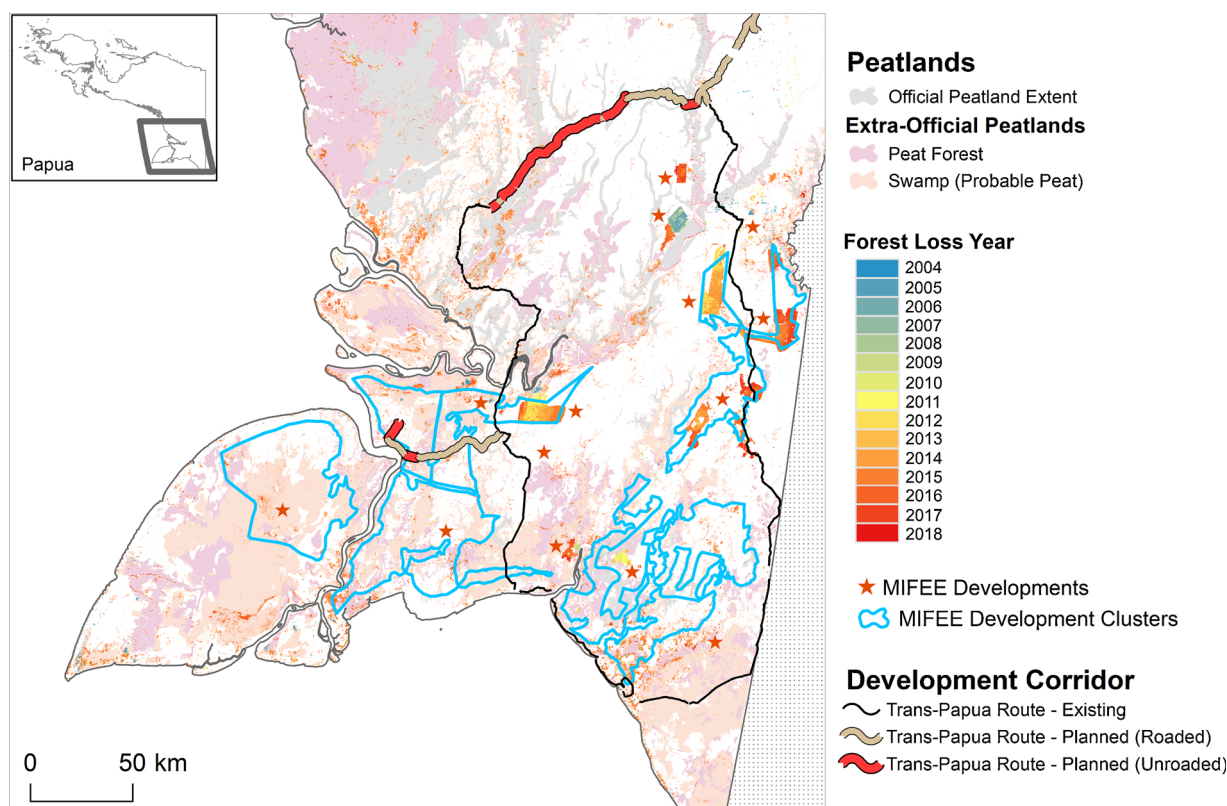 Papua
0 50 km
Peatlands
Official Peatland Extent
Extra-Official Peatlands
Peat Forest
Swamp (Probable Peat)
Forest Loss Year
2004
2005
2006
2007
2008
2009
2010
2011
2012
2013
2014
2015
2016
2017
2018
MIFEE Developments
MIFEE Development Clusters
Development Corridor
Trans-Papua Route - Existing
Trans-Papua Route - Planned (Roaded)
Trans-Papua Route - Planned (Unroaded)